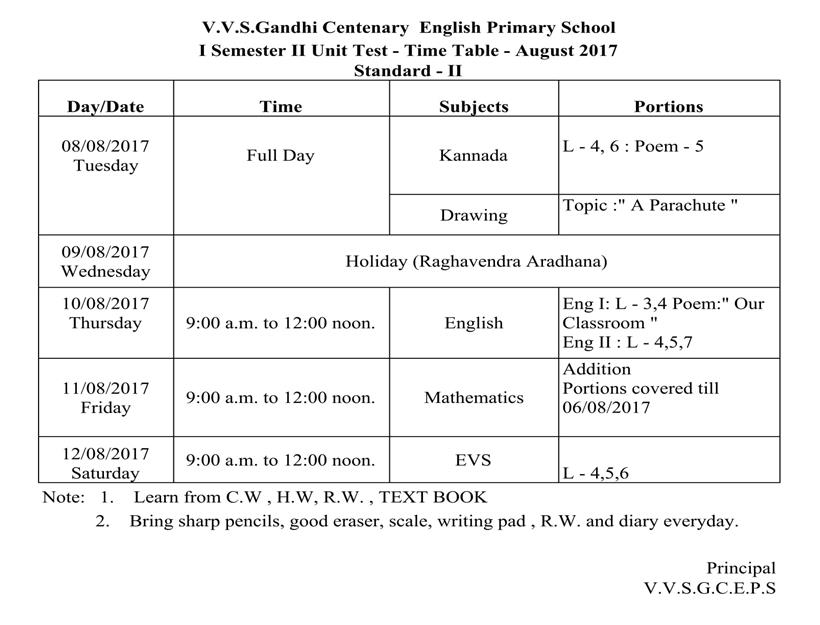 V.V.S.Gandhi Centenary  English Primary School
I Semester II Unit Test - Time Table - August 2017
Standard - II
Day/Date Time Subjects Portions
08/08/2017
Tuesday
Full Day
Kannada
L - 4, 6 : Poem - 5
Drawing
Topic :" A Parachute "
09/08/2017
Wednesday
Holiday (Raghavendra Aradhana)
10/08/2017
Thursday
9:00 a.m. to 12:00 noon.
English
Eng I: L - 3,4 Poem:" Our
Classroom "
Eng II : L - 4,5,7
11/08/2017
Friday
9:00 a.m. to 12:00 noon.
Mathematics
Addition
Portions covered till
06/08/2017
12/08/2017
Saturday
9:00 a.m. to 12:00 noon.
EVS
L - 4,5,6
Note: 1. Learn from C.W , H.W, R.W. , TEXT BOOK
2. Bring sharp pencils, good eraser, scale, writing pad , R.W. and diary everyday.
Principal
V.V.S.G.C.E.P.S